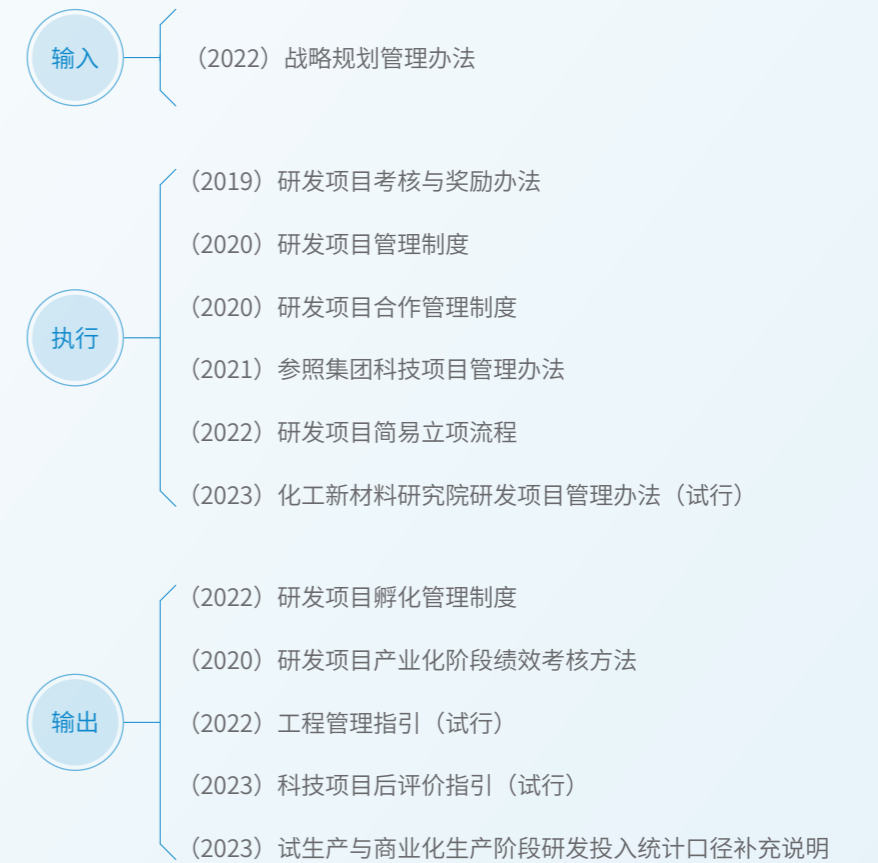 输入
（2022）战略规划管理办法
执行
（2019）研发项目考核与奖励办法
（2020）研发项目管理制度
（2020）研发项目合作管理制度
（2021）参照集团科技项目管理办法
（2022）研发项目简易立项流程
（2023）化工新材料研究院研发项目管理办法（试行）
输出
（2022）研发项目孵化管理制度
（2020）研发项目产业化阶段绩效考核方法
（2022）工程管理指引（试行）
（2023）科技项目后评价指引（试行）
（2023）试生产与商业化生产阶段研发投入统计口径补充说明